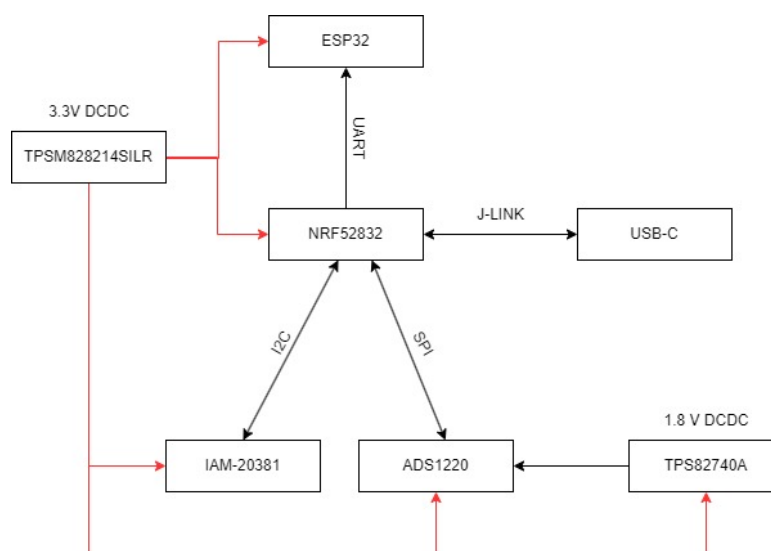 ESP32
3.3V DCDC
TPSM828214SILR
UART
NRF52832
J-LINK
USB-C
I2C
SPI
1.8 V DCDC
IAM-20381
ADS1220
TPS82740A